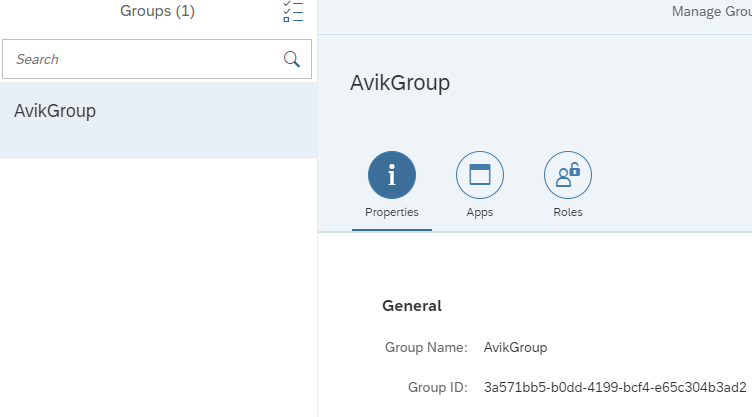 Groups (1)
Search
AvikGroup
Manage Grou
AvikGroup
i
Properties
Apps
Roles
General
Group Name: AvikGroup
Group ID: 3a571bb5-b0dd-4199-bcf4-e65c304b3ad2